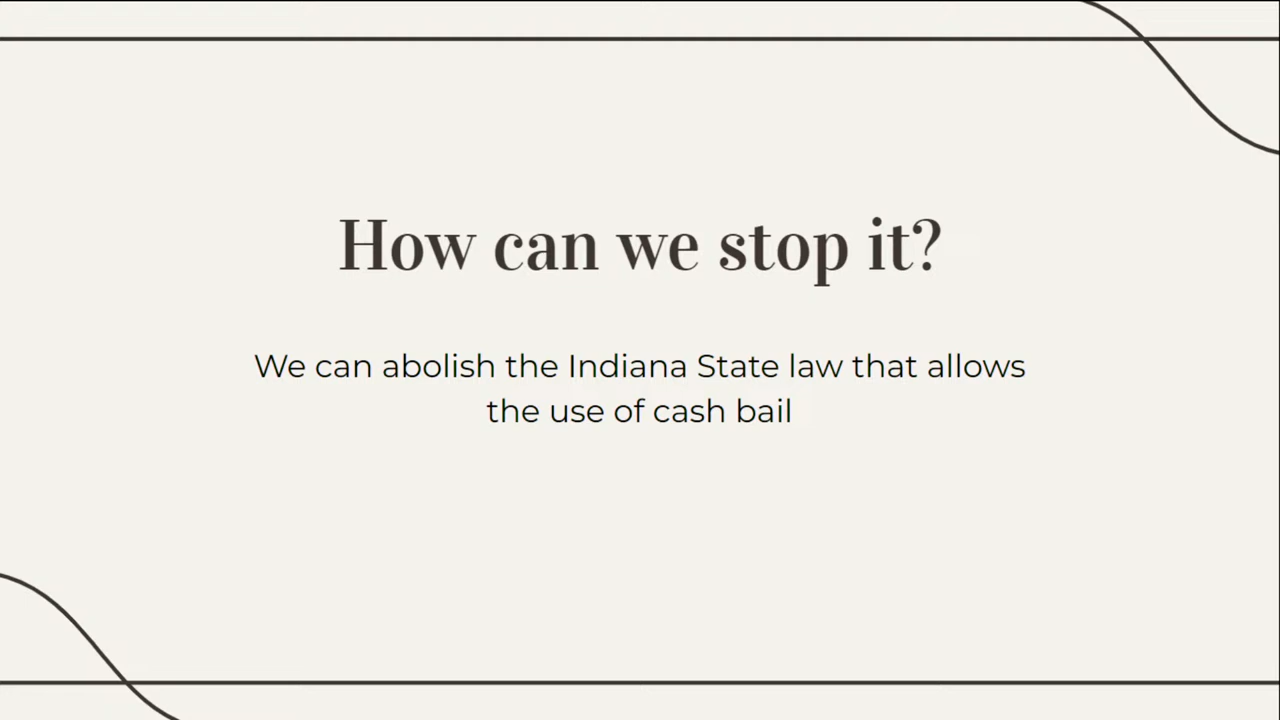 How can we stop it?
We can abolish the Indiana State law that allows
the use of cash bail